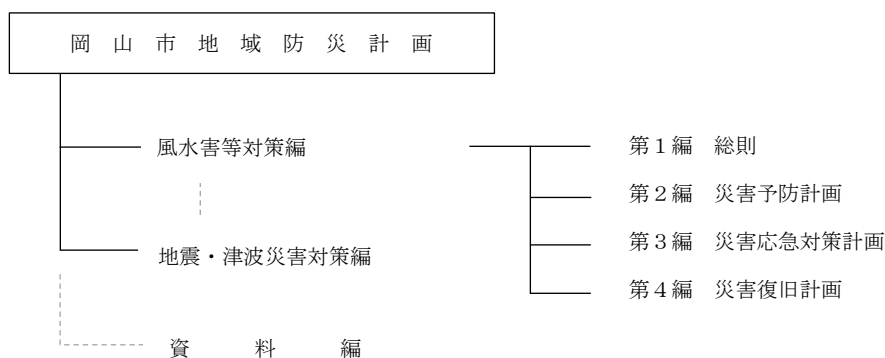 岡山市地域防災計画
風水害等対策編
地震・津波災害対策編
資料編
第１編　総則
第２編　災害予防計画
第３編　災害応急対策計画
第４編　災害復旧計画